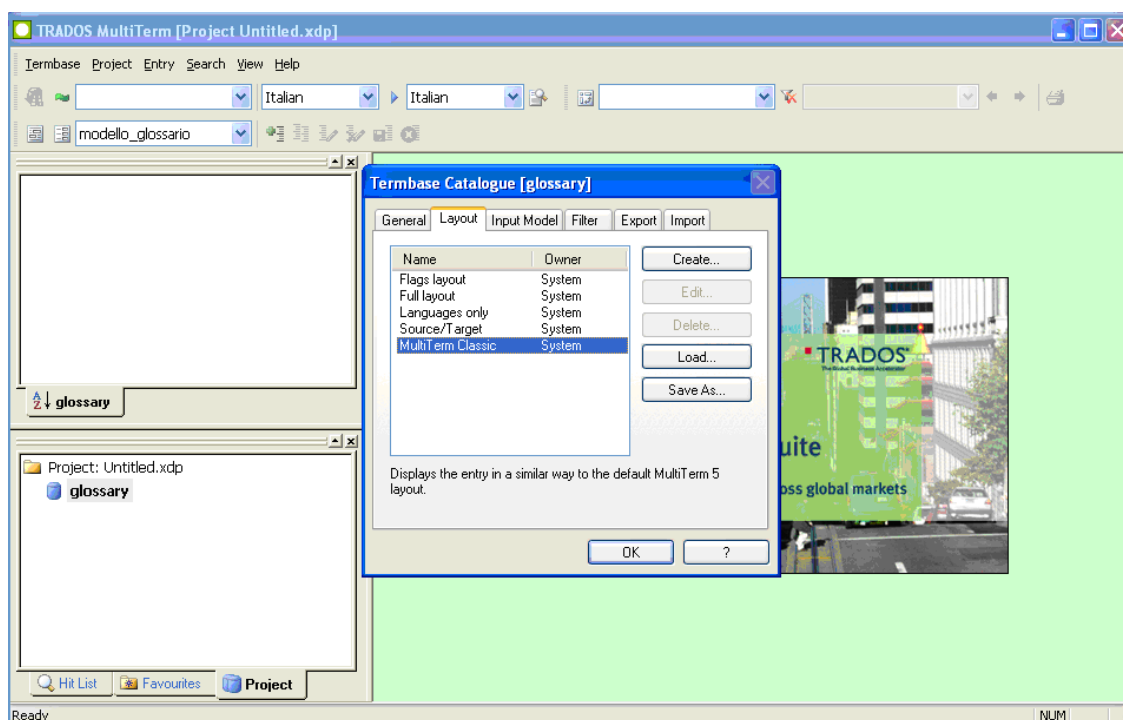 TRADOS MultiTerm [Project Untitled.xdp]
Termbase Project Entry Search View Help
Italian Italian
modello_glossario
Termbase Catalogue [glossary]
General Layout Input Model Filter Export Import
Name Owner
Flags layout System
Full layout System
Languages only System
Source/Target System
MultiTerm Classic System
Create...
Edit...
Delete...
Load...
Save As...
Displays the entry in a similar way to the default MultiTerm 5
layout.
OK ?
TRADOS
The Global Business Accelerator
uite
oss global markets
glossary
Project: Untitled.xdp
glossary
Hit List Favourites Project
Ready NUM